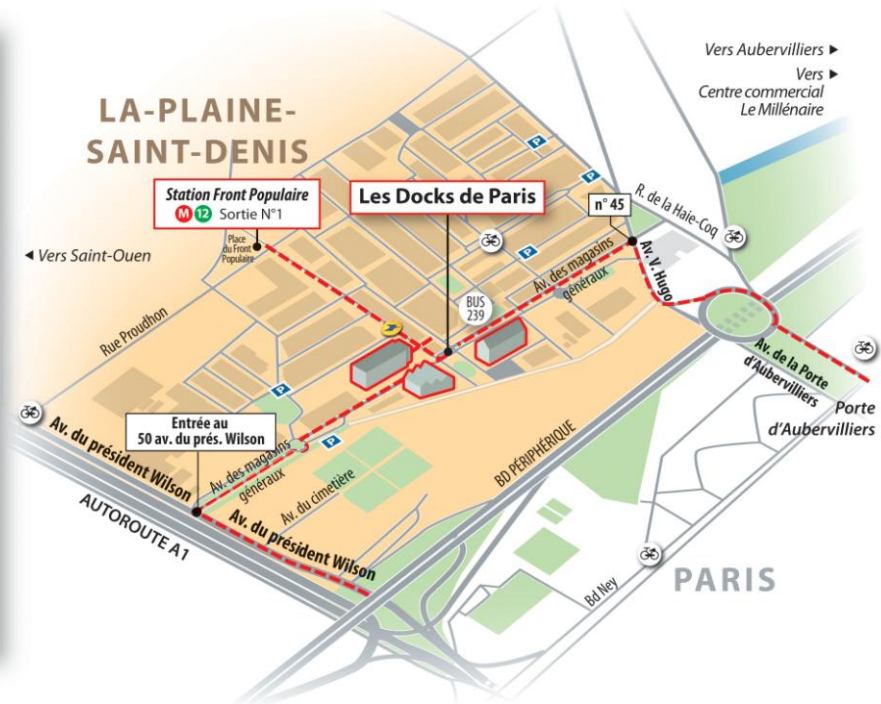 Vers Aubervilliers ►
Vers ►
Centre commercial
Le Millénaire
LA-PLAINE-
SAINT-DENIS
P
Station Front Populaire
M 12 Sortie N°1
Les Docks de Paris
n° 45
R. de la Haie-Coq
P
Place
du Front
Populaire
◄ Vers Saint-Ouen
P
Av. des magasins
généraux
Av. V. Hugo
BUS
239
Rue Proudhon
Av. de la Porte
d'Aubervilliers
Porte
d'Aubervilliers
P
Entrée au
50 av. du prés. Wilson
P
Av. du président Wilson
Av. des magasins
généraux
Av. du cimetière
BD PÉRIPHÉRIQUE
AUTOROUTE A1
Av. du président Wilson
Bd Ney
PARIS